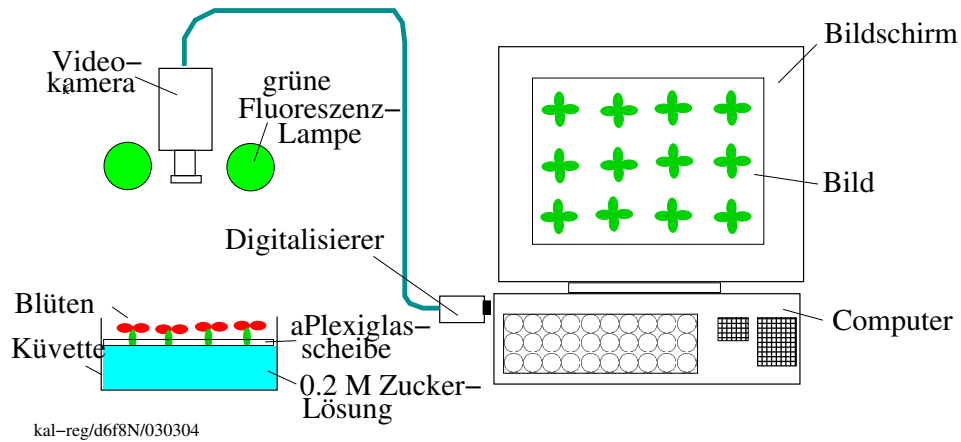 Video–
kamera
grüne
Fluoreszenz–
Lampe
Bildschirm
Bild
Digitalisierer
Computer
Blüten
Küvette
aPlexiglas–
scheibe
0.2 M Zucker–
Lösung
kal–reg/d6f8N/030304